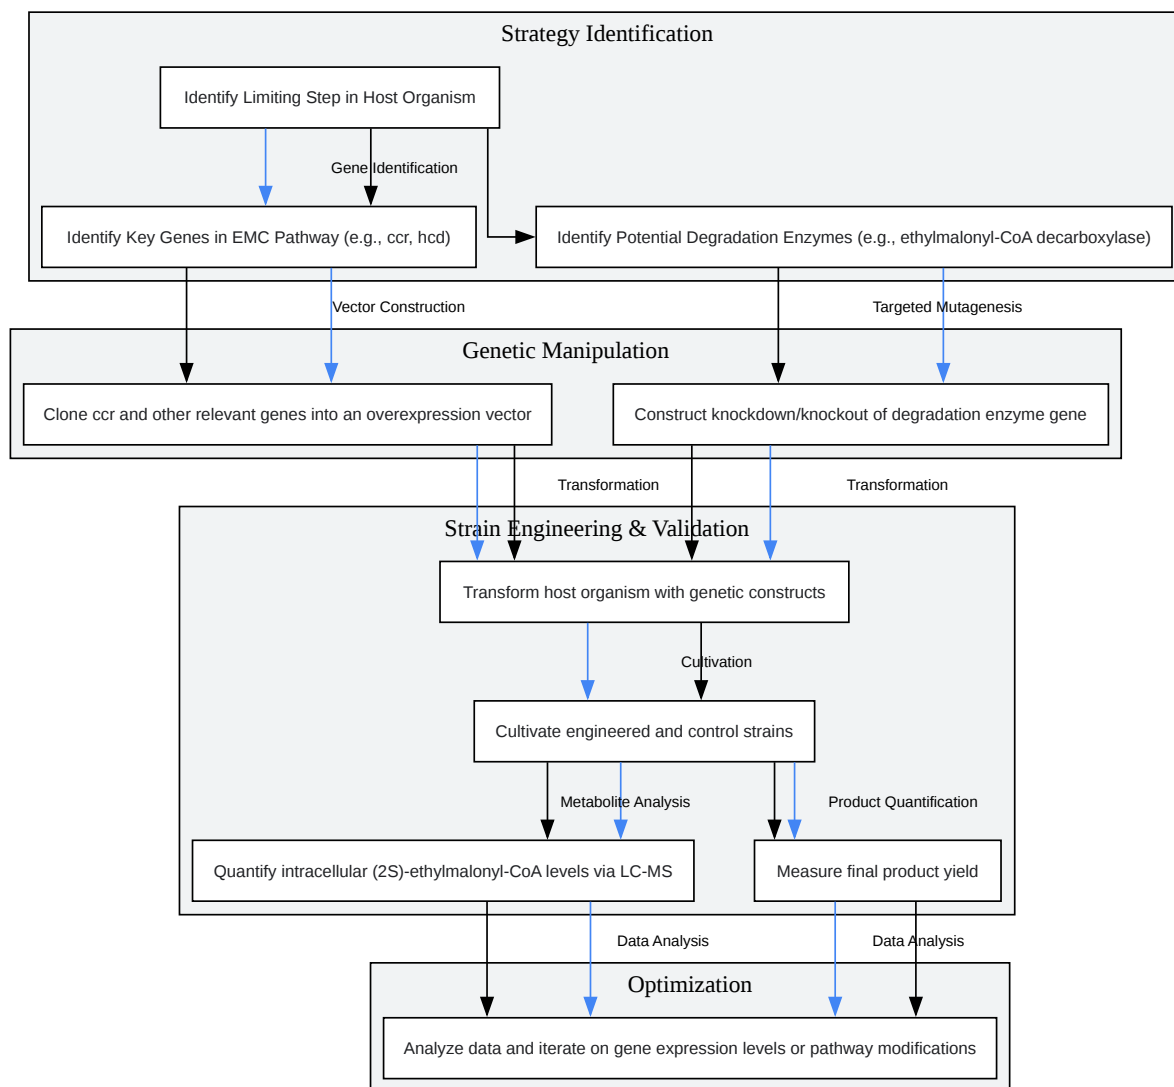 Strategy Identification
Identify Limiting Step in Host Organism
Gene Identification
Identify Key Genes in EMC Pathway (e.g., ccr, hcd)
Identify Potential Degradation Enzymes (e.g., ethylmalonyl-CoA decarboxylase)
Vector Construction
Targeted Mutagenesis
Genetic Manipulation
Clone ccr and other relevant genes into an overexpression vector
Construct knockdown/knockout of degradation enzyme gene
Transformation
Transformation
Strain Engineering & Validation
Transform host organism with genetic constructs
Cultivation
Cultivate engineered and control strains
Metabolite Analysis
Product Quantification
Quantify intracellular (2S)-ethylmalonyl-CoA levels via LC-MS
Measure final product yield
Data Analysis
Data Analysis
Optimization
Analyze data and iterate on gene expression levels or pathway modifications